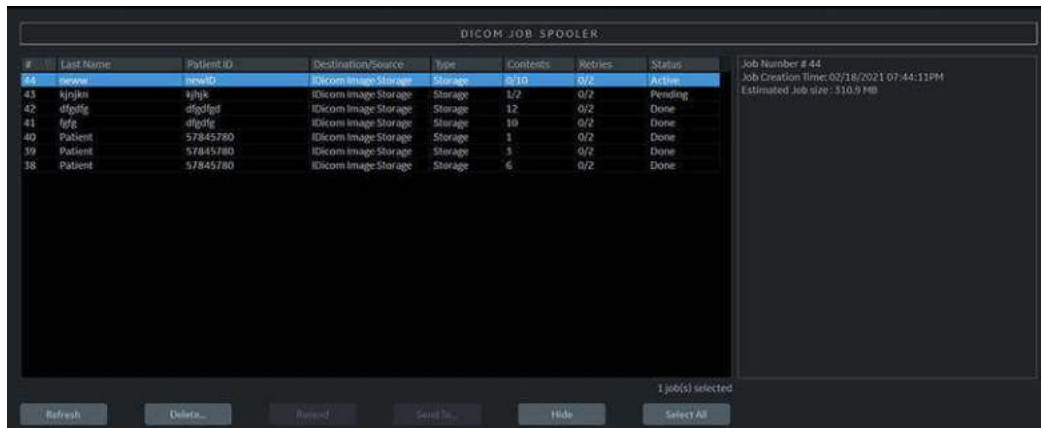 DICOM JOB SPOOLER
# Last Name Patient ID Destination/Source Type Contents Retries Status
44 neww newID IDicom Image Storage Storage 0/10 0/2 Active
43 kjnjkn kjhjk IDicom Image Storage Storage 1/2 0/2 Pending
42 dfgdfg dfgdfgd IDicom Image Storage Storage 12 0/2 Done
41 fgfg dfgdfg IDicom Image Storage Storage 10 0/2 Done
40 Patient 57845780 IDicom Image Storage Storage 1 0/2 Done
39 Patient 57845780 IDicom Image Storage Storage 3 0/2 Done
38 Patient 57845780 IDicom Image Storage Storage 6 0/2 Done
Job Number # 44
Job Creation Time: 02/18/2021 07:44:11PM
Estimated Job size : 310.9 MB
1 job(s) selected
Refresh Delete... Resend Send To... Hide Select All